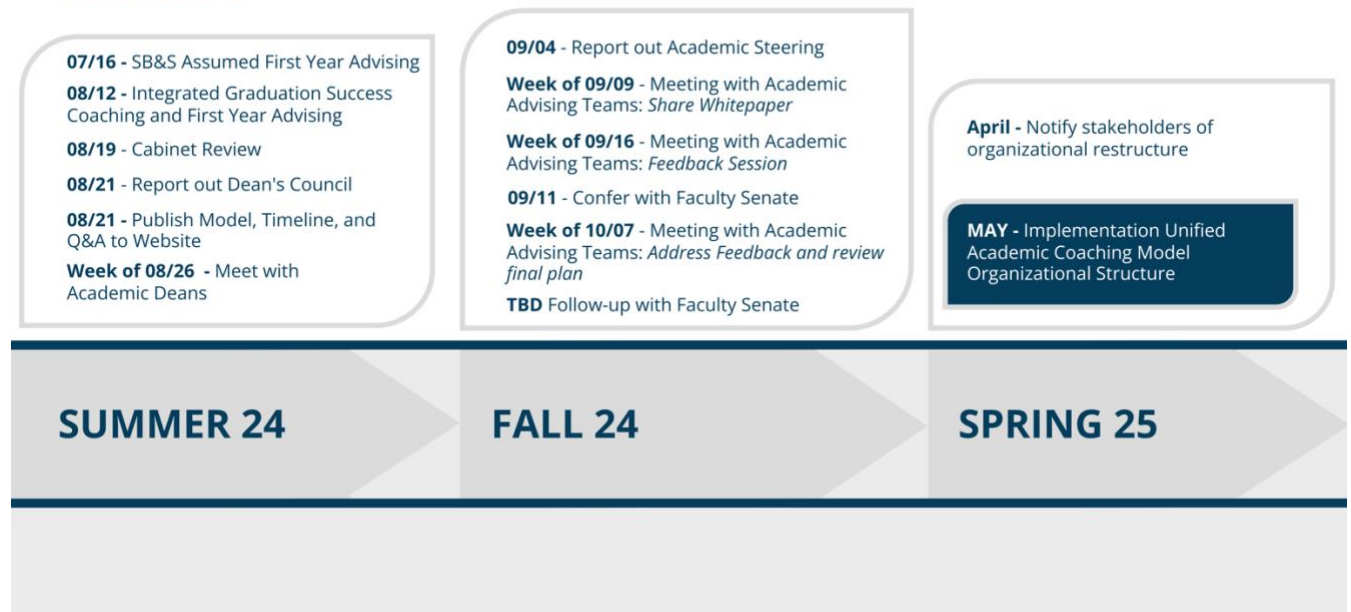 07/16 - SB&S Assumed First Year Advising
08/12 - Integrated Graduation Success
Coaching and First Year Advising
08/19 - Cabinet Review
08/21 - Report out Dean's Council
08/21 - Publish Model, Timeline, and
Q&A to Website
Week of 08/26 - Meet with
Academic Deans
09/04 - Report out Academic Steering
Week of 09/09 - Meeting with Academic
Advising Teams: Share Whitepaper
Week of 09/16 - Meeting with Academic
Advising Teams: Feedback Session
09/11 - Confer with Faculty Senate
Week of 10/07 - Meeting with Academic
Advising Teams: Address Feedback and review
final plan
TBD Follow-up with Faculty Senate
April - Notify stakeholders of
organizational restructure
MAY - Implementation Unified
Academic Coaching Model
Organizational Structure
SUMMER 24
FALL 24
SPRING 25